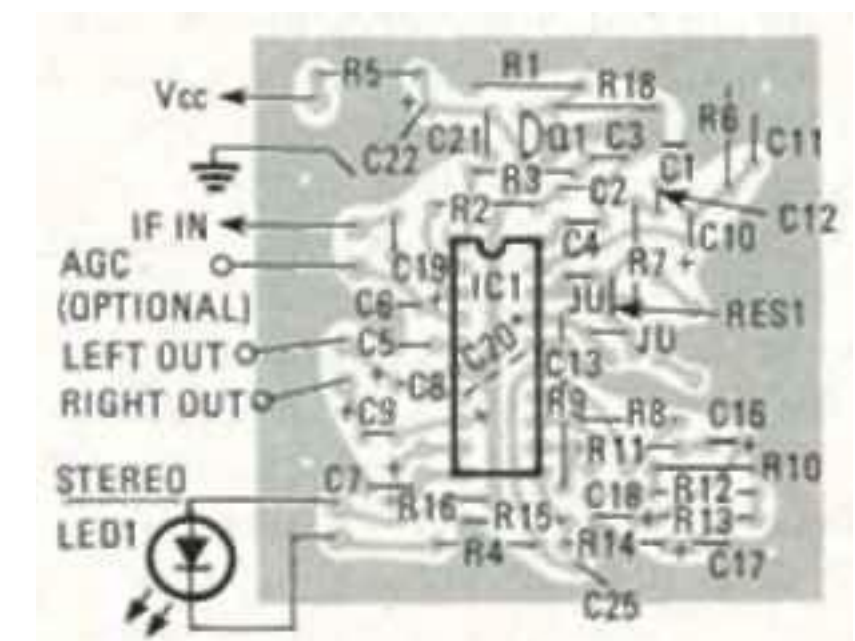 R5
R1
R18
Vcc
R6
C11
C21
Q1
C3
C22
C1
R3
C2
R2
C12
IF IN
C4
C10
AGC
(OPTIONAL)
C19
IC1
R7
C6
JU
RES1
LEFT OUT
C5
C20
JU
C13
RIGHT OUT
C8
C9
R9
R8
C16
R11
STEREO
LED1
C7
R10
R16
C18
R12
R15
R13
R4
R14
C17
C25